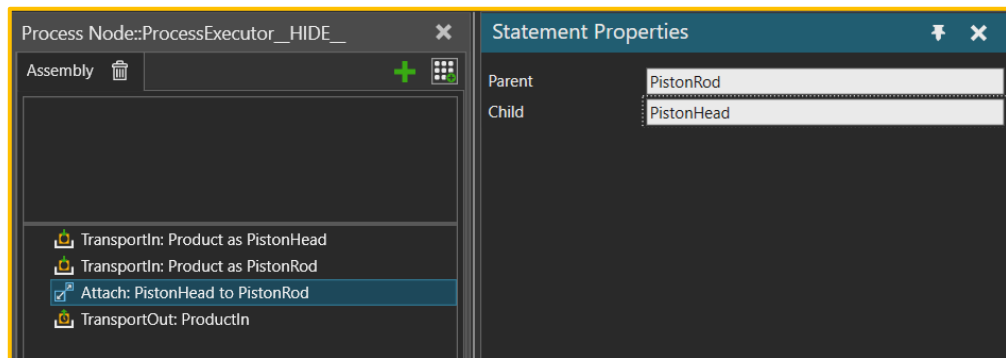 Process Node::ProcessExecutor__HIDE__
Assembly
TransportIn: Product as PistonHead
TransportIn: Product as PistonRod
Attach: PistonHead to PistonRod
TransportOut: ProductIn
Statement Properties
Parent PistonRod
Child PistonHead